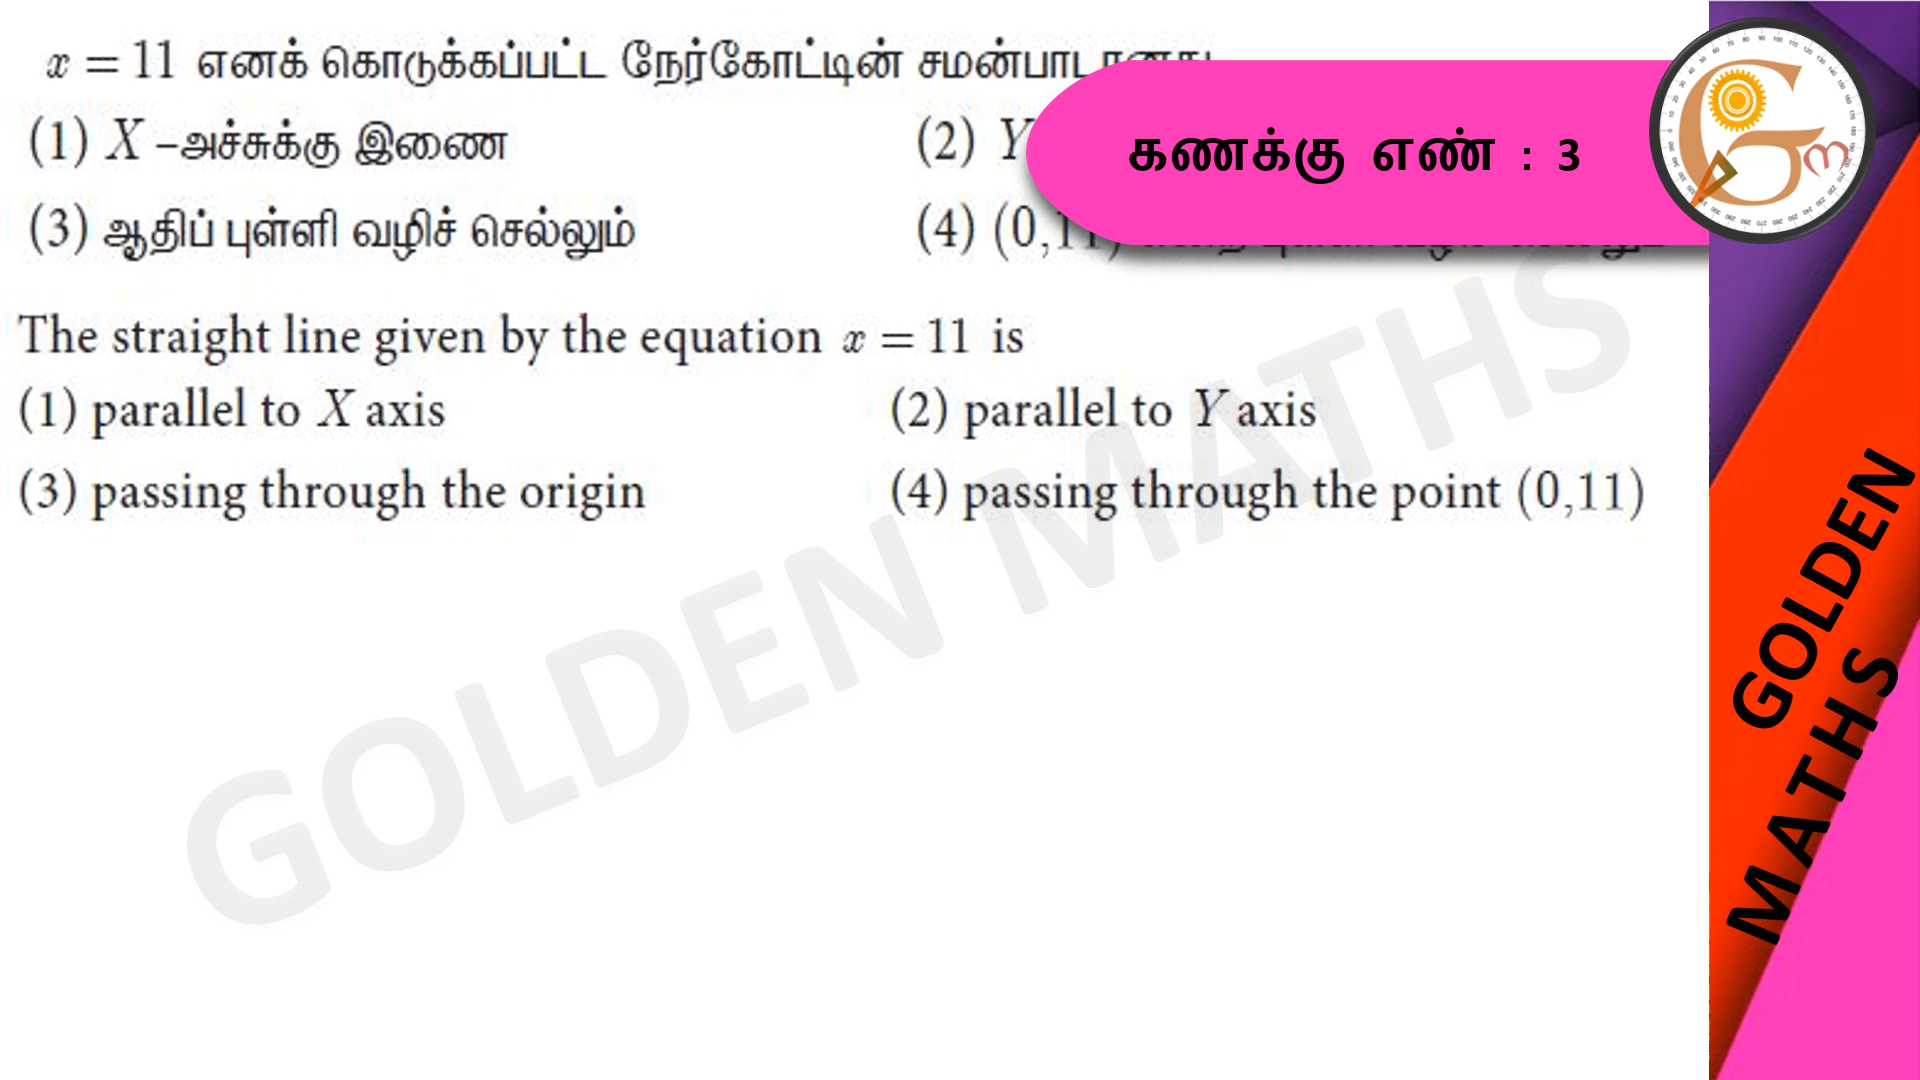 x = 11 எனக் கொடுக்கப்பட்ட நேர்கோட்டின்
கணக்கு எண் : 3
(1) X –அச்சுக்கு இணை (2) Y
(3) ஆதிப் புள்ளி வழிச் செல்லும் (4) (0,11)
The straight line given by the equation x = 11 is
(1) parallel to X axis (2) parallel to Y axis
(3) passing through the origin (4) passing through the point (0,11)
GOLDEN MATHS
GOLDEN
MATHS